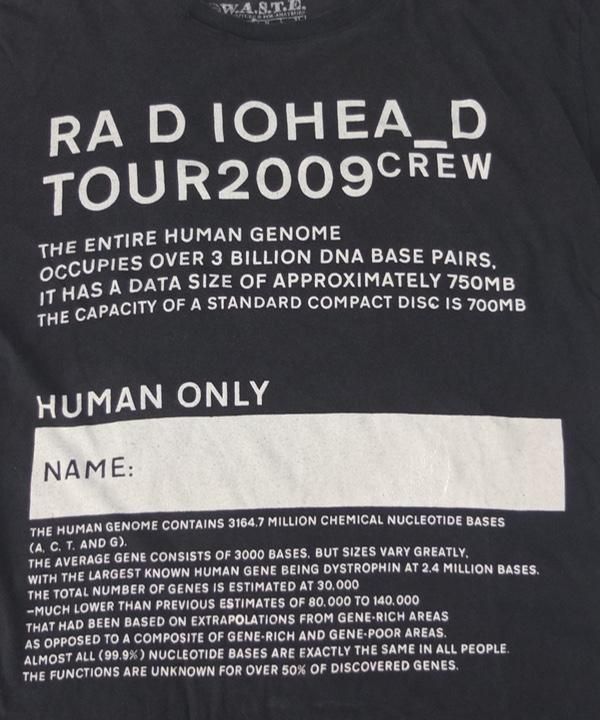 W.A.S.T.E.
RA D IOHEA_D
TOUR2009CREW
THE ENTIRE HUMAN GENOME
OCCUPIES OVER 3 BILLION DNA BASE PAIRS,
IT HAS A DATA SIZE OF APPROXIMATELY 750MB
THE CAPACITY OF A STANDARD COMPACT DISC IS 700MB
HUMAN ONLY
NAME:
THE HUMAN GENOME CONTAINS 3164.7 MILLION CHEMICAL NUCLEOTIDE BASES
(A, C, T, AND G).
THE AVERAGE GENE CONSISTS OF 3000 BASES, BUT SIZES VARY GREATLY,
WITH THE LARGEST KNOWN HUMAN GENE BEING DYSTROPHIN AT 2.4 MILLION BASES.
THE TOTAL NUMBER OF GENES IS ESTIMATED AT 30,000
–MUCH LOWER THAN PREVIOUS ESTIMATES OF 80,000 TO 140,000
THAT HAD BEEN BASED ON EXTRAPOLATIONS FROM GENE-RICH AREAS
AS OPPOSED TO A COMPOSITE OF GENE-RICH AND GENE-POOR AREAS.
ALMOST ALL (99.9%) NUCLEOTIDE BASES ARE EXACTLY THE SAME IN ALL PEOPLE.
THE FUNCTIONS ARE UNKNOWN FOR OVER 50% OF DISCOVERED GENES.